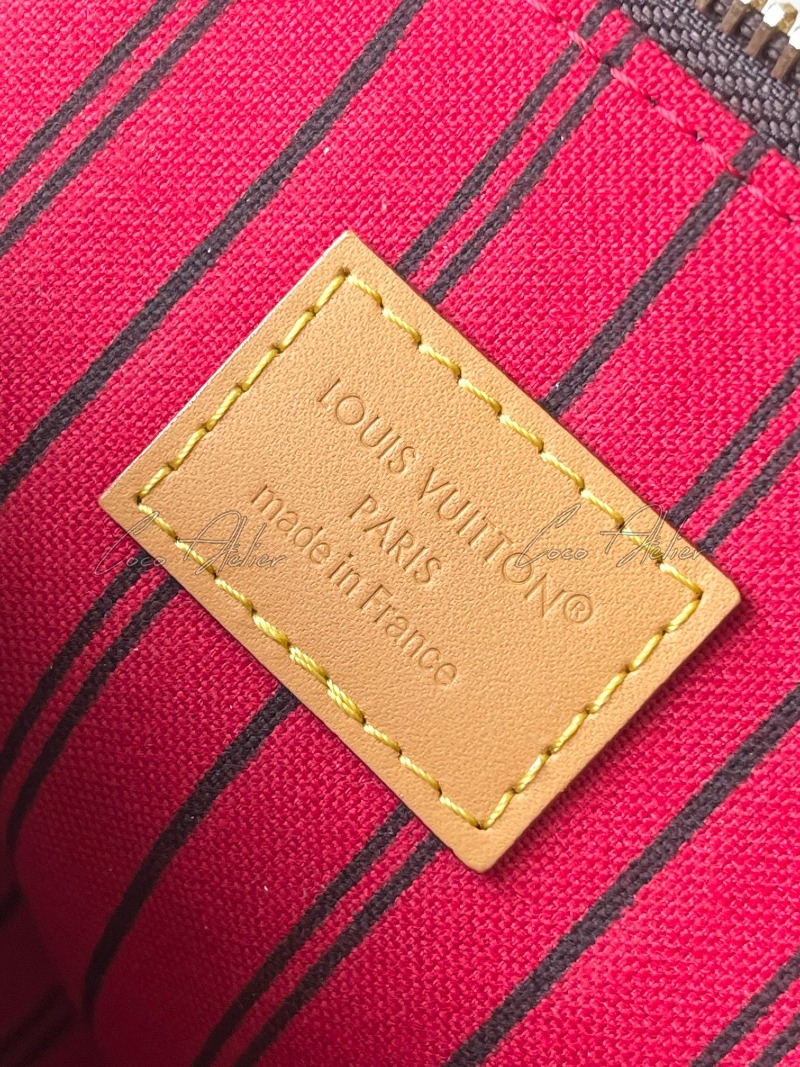 LOUIS VUITTON®
PARIS
made in France
Coco Atelier
Coco Atelier